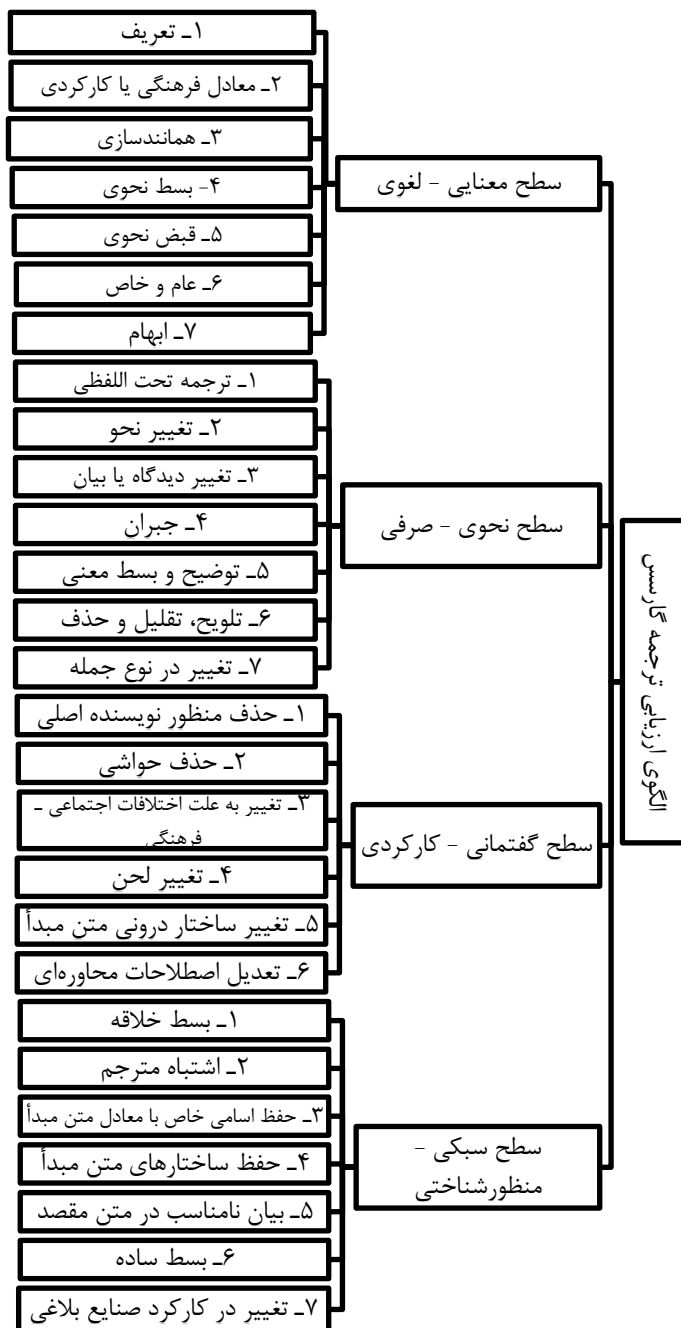 الگوی ارزیابی ترجمه گارسس
سطح معنایی - لغوی
۱ـ تعریف
۲ـ معادل فرهنگی یا کارکردی
۳ـ همانندسازی
۴- بسط نحوی
۵ـ قبض نحوی
۶ـ عام و خاص
۷ـ ابهام
سطح نحوی - صرفی
۱ـ ترجمه تحت اللفظی
۲ـ تغییر نحو
۳ـ تغییر دیدگاه یا بیان
۴ـ جبران
۵ـ توضیح و بسط معنی
۶ـ تلویح، تقلیل و حذف
۷ـ تغییر در نوع جمله
سطح گفتمانی - کارکردی
۱ـ حذف منظور نویسنده اصلی
۲ـ حذف حواشی
۳ـ تغییر به علت اختلافات اجتماعی ـ
فرهنگی
۴ـ تغییر لحن
۵ـ تغییر ساختار درونی متن مبدأ
۶ـ تعدیل اصطلاحات محاوره‌ای
سطح سبکی -
منظورشناختی
۱ـ بسط خلاقه
۲ـ اشتباه مترجم
۳ـ حفظ اسامی خاص با معادل متن مبدأ
۴ـ حفظ ساختارهای متن مبدأ
۵ـ بیان نامناسب در متن مقصد
۶ـ بسط ساده
۷ـ تغییر در کارکرد صنایع بلاغی